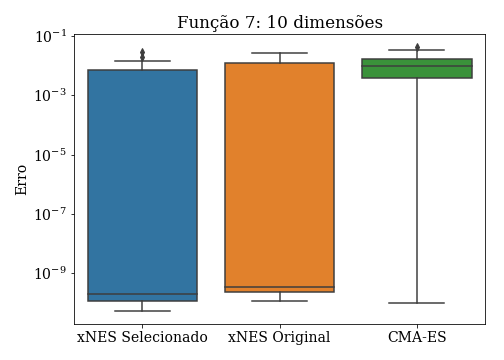 Função 7: 10 dimensões
Erro
10⁻¹
10⁻³
10⁻⁵
10⁻⁷
10⁻⁹
xNES Selecionado
xNES Original
CMA-ES